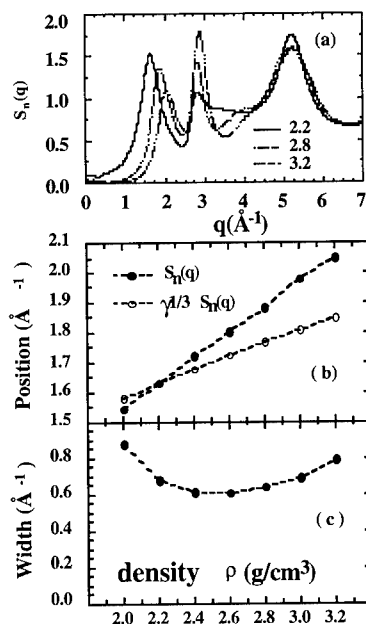 2.0
(a)
1.5
1.0
0.5
0.0
Sn(q)
2.2
2.8
3.2
0 1 2 3 4 5 6 7
q(Å-1)
2.1
2.0
1.9
1.8
1.7
1.6
1.5
Position (Å -1)
Sn(q)
γ1/3 Sn(q)
(b)
0.8
0.6
0.4
0.2
0.0
Width (Å-1)
(c)
density ρ (g/cm3)
2.0 2.2 2.4 2.6 2.8 3.0 3.2